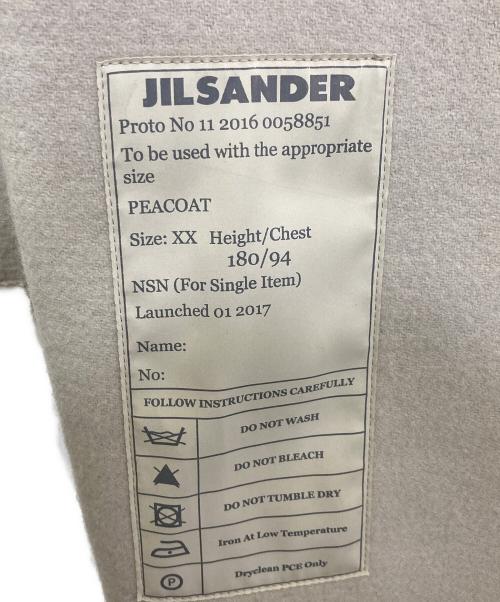 JIL SANDER
Proto No 11 2016 0058851
To be used with the appropriate
size
PEACOAT
Size: XX Height/Chest
180/94
NSN (For Single Item)
Launched 01 2017
Name:
No:
FOLLOW INSTRUCTIONS CAREFULLY
DO NOT WASH
DO NOT BLEACH
DO NOT TUMBLE DRY
Iron At Low Temperature
P Dryclean PCE Only